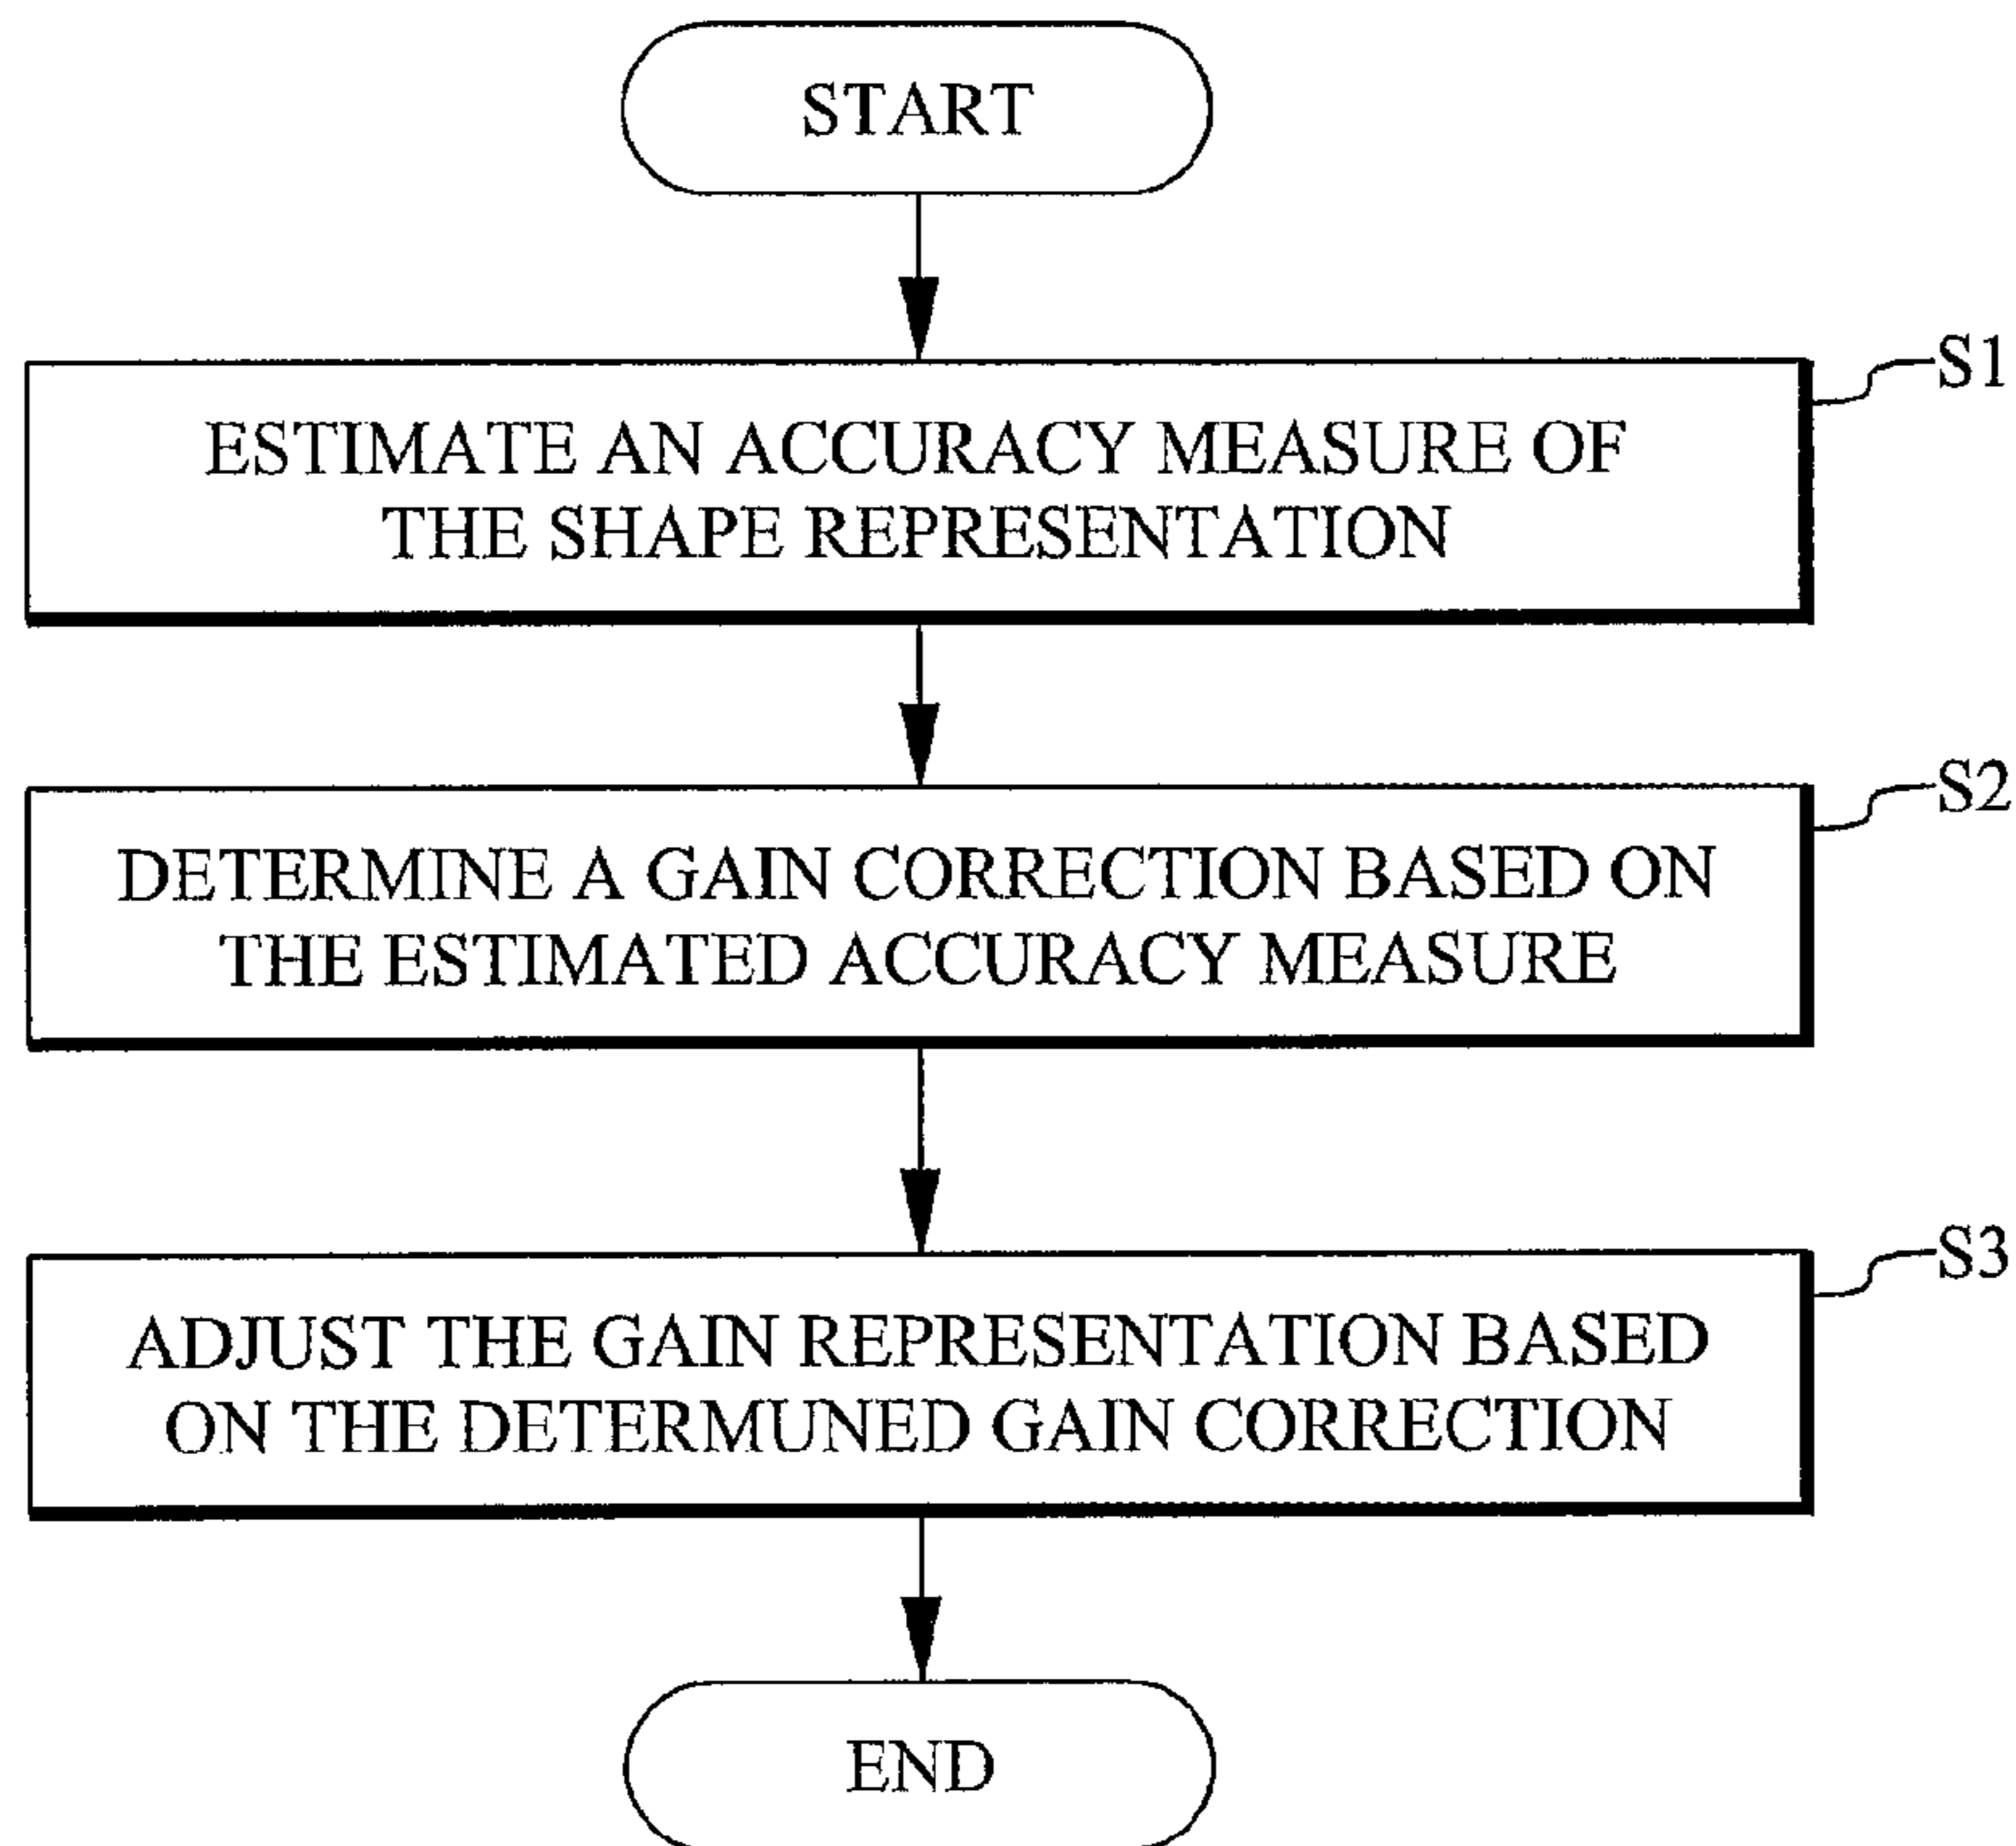 START
S1
ESTIMATE AN ACCURACY MEASURE OF
THE SHAPE REPRESENTATION
S2
DETERMINE A GAIN CORRECTION BASED ON
THE ESTIMATED ACCURACY MEASURE
S3
ADJUST THE GAIN REPRESENTATION BASED
ON THE DETERMUNED GAIN CORRECTION
END